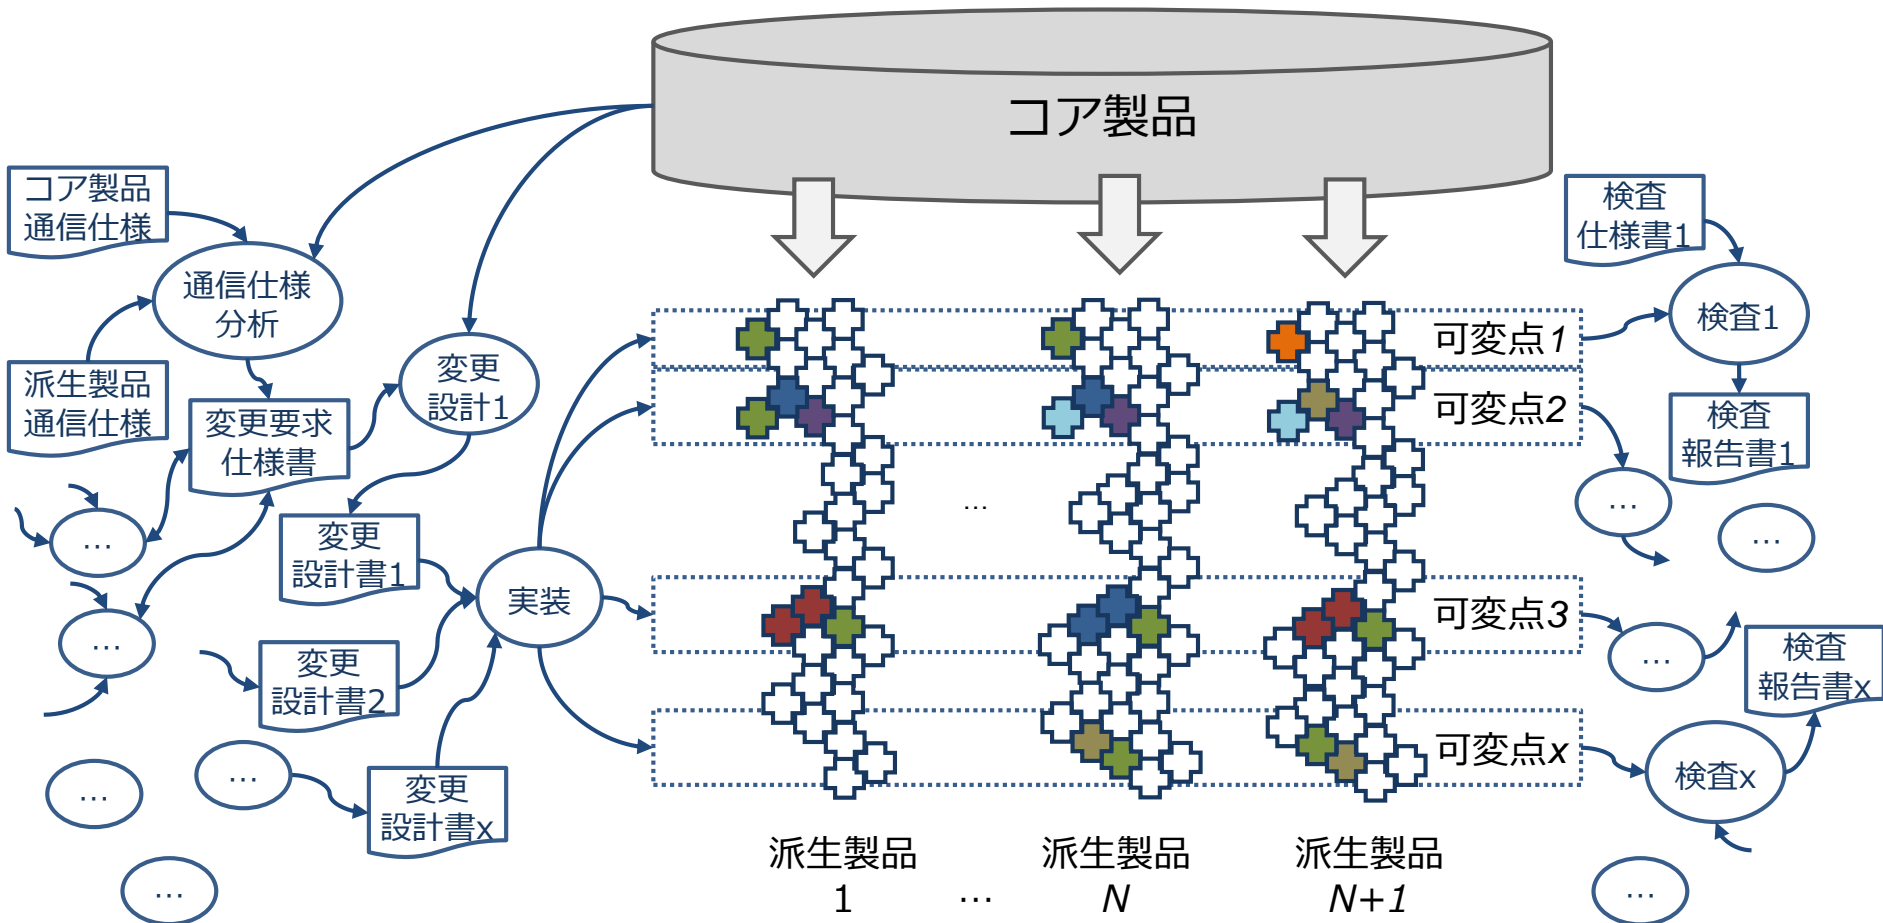 コア製品
コア製品
通信仕様
通信仕様
分析
派生製品
通信仕様
変更要求
仕様書
変更
設計1
変更
設計書1
変更
設計書2
変更
設計書x
実装
…
…
…
…
…
可変点1
可変点2
可変点3
可変点x
…
派生製品
1
…
派生製品
N
派生製品
N+1
検査
仕様書1
検査1
検査
報告書1
…
…
…
検査
報告書x
検査x
…